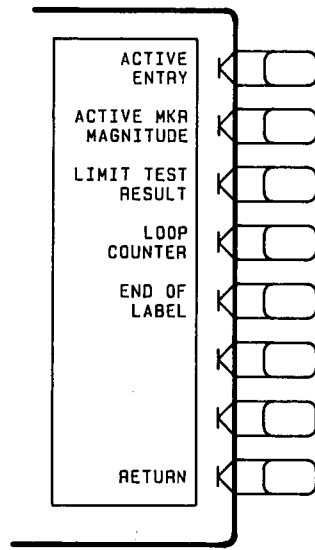 ACTIVE
ENTRY
ACTIVE MKR
MAGNITUDE
LIMIT TEST
RESULT
LOOP
COUNTER
END OF
LABEL
RETURN